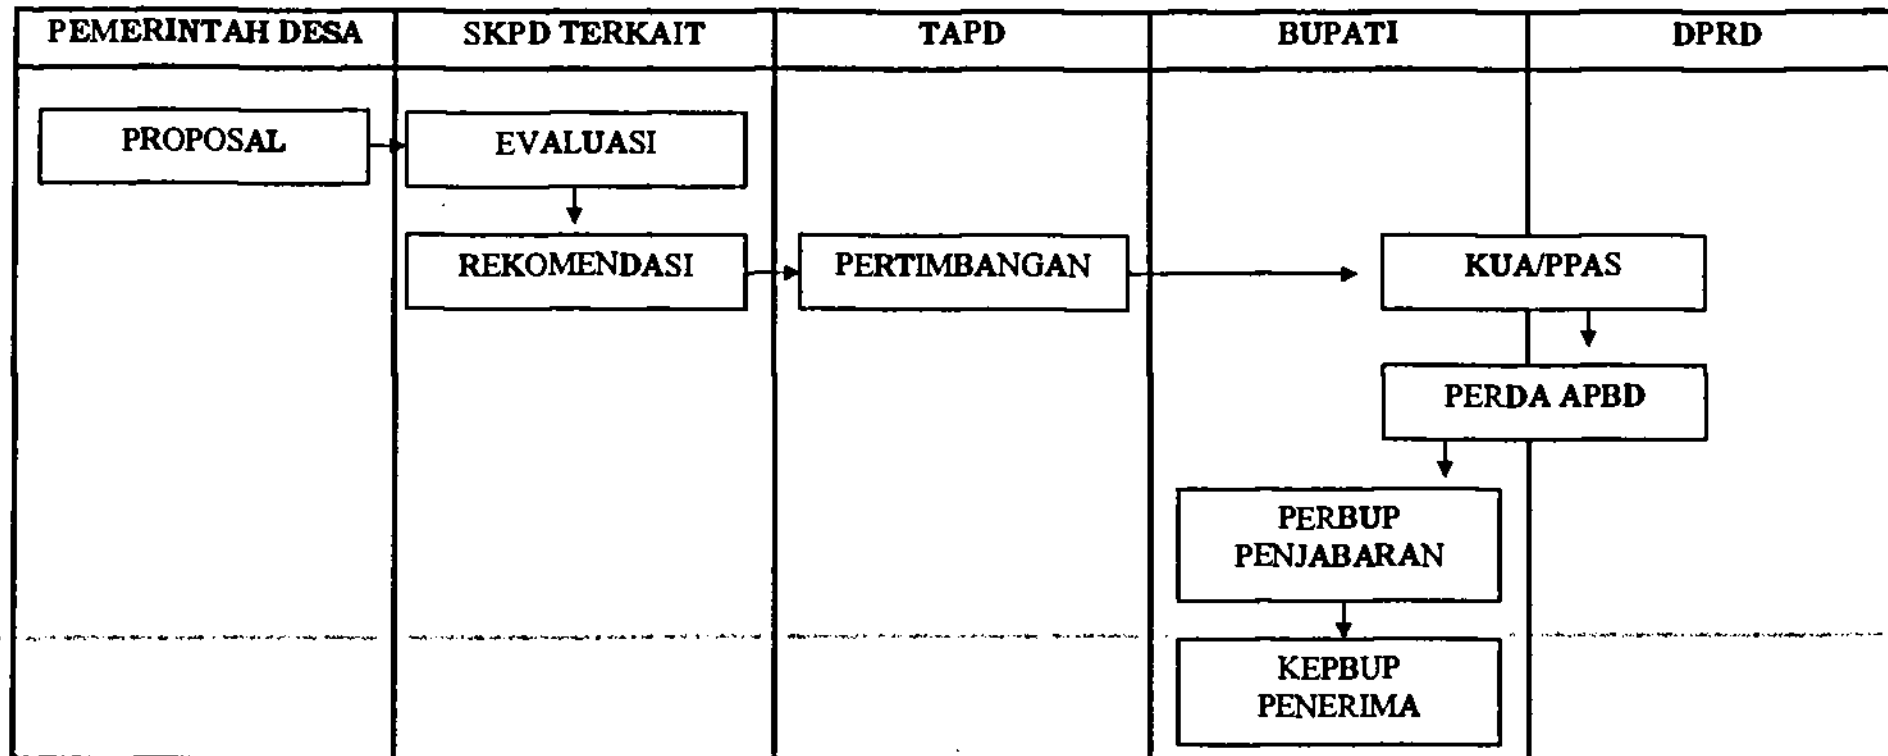 PEMERINTAH DESA
SKPD TERKAIT
TAPD
BUPATI
DPRD
PROPOSAL
EVALUASI
REKOMENDASI
PERTIMBANGAN
KUA/PPAS
PERDA APBD
PERBUP
PENJABARAN
KEPBUP
PENERIMA